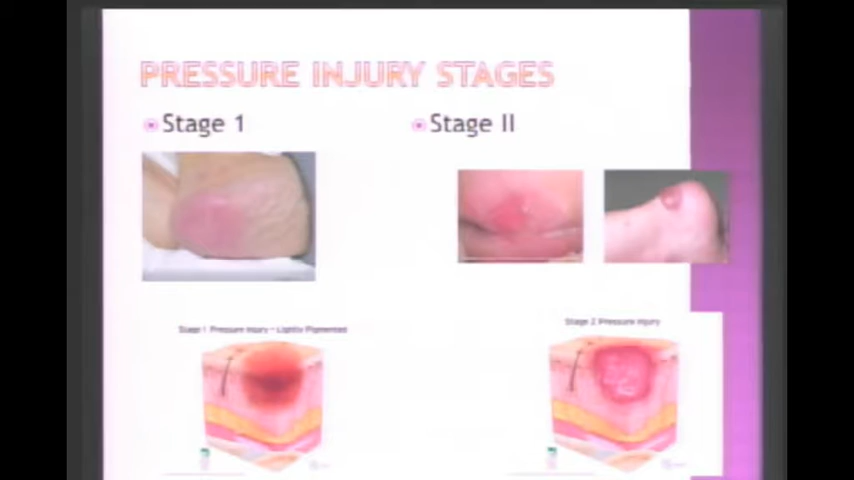 PRESSURE INJURY STAGES
Stage 1
Stage II
Stage 1 Pressure Injury - Lightly Pigmented
Stage 2 Pressure Injury